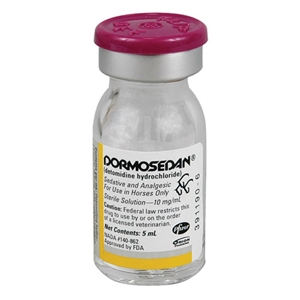 DORMOSEDAN®
(detomidine hydrochloride)
Sedative and Analgesic
For Use in Horses Only
Sterile Solution—10 mg/mL
Caution: Federal law restricts this
drug to use by or on the order
of a licensed veterinarian.
Net Contents: 5 mL
NADA #140-862
Approved by FDA
Pfizer
391190-6